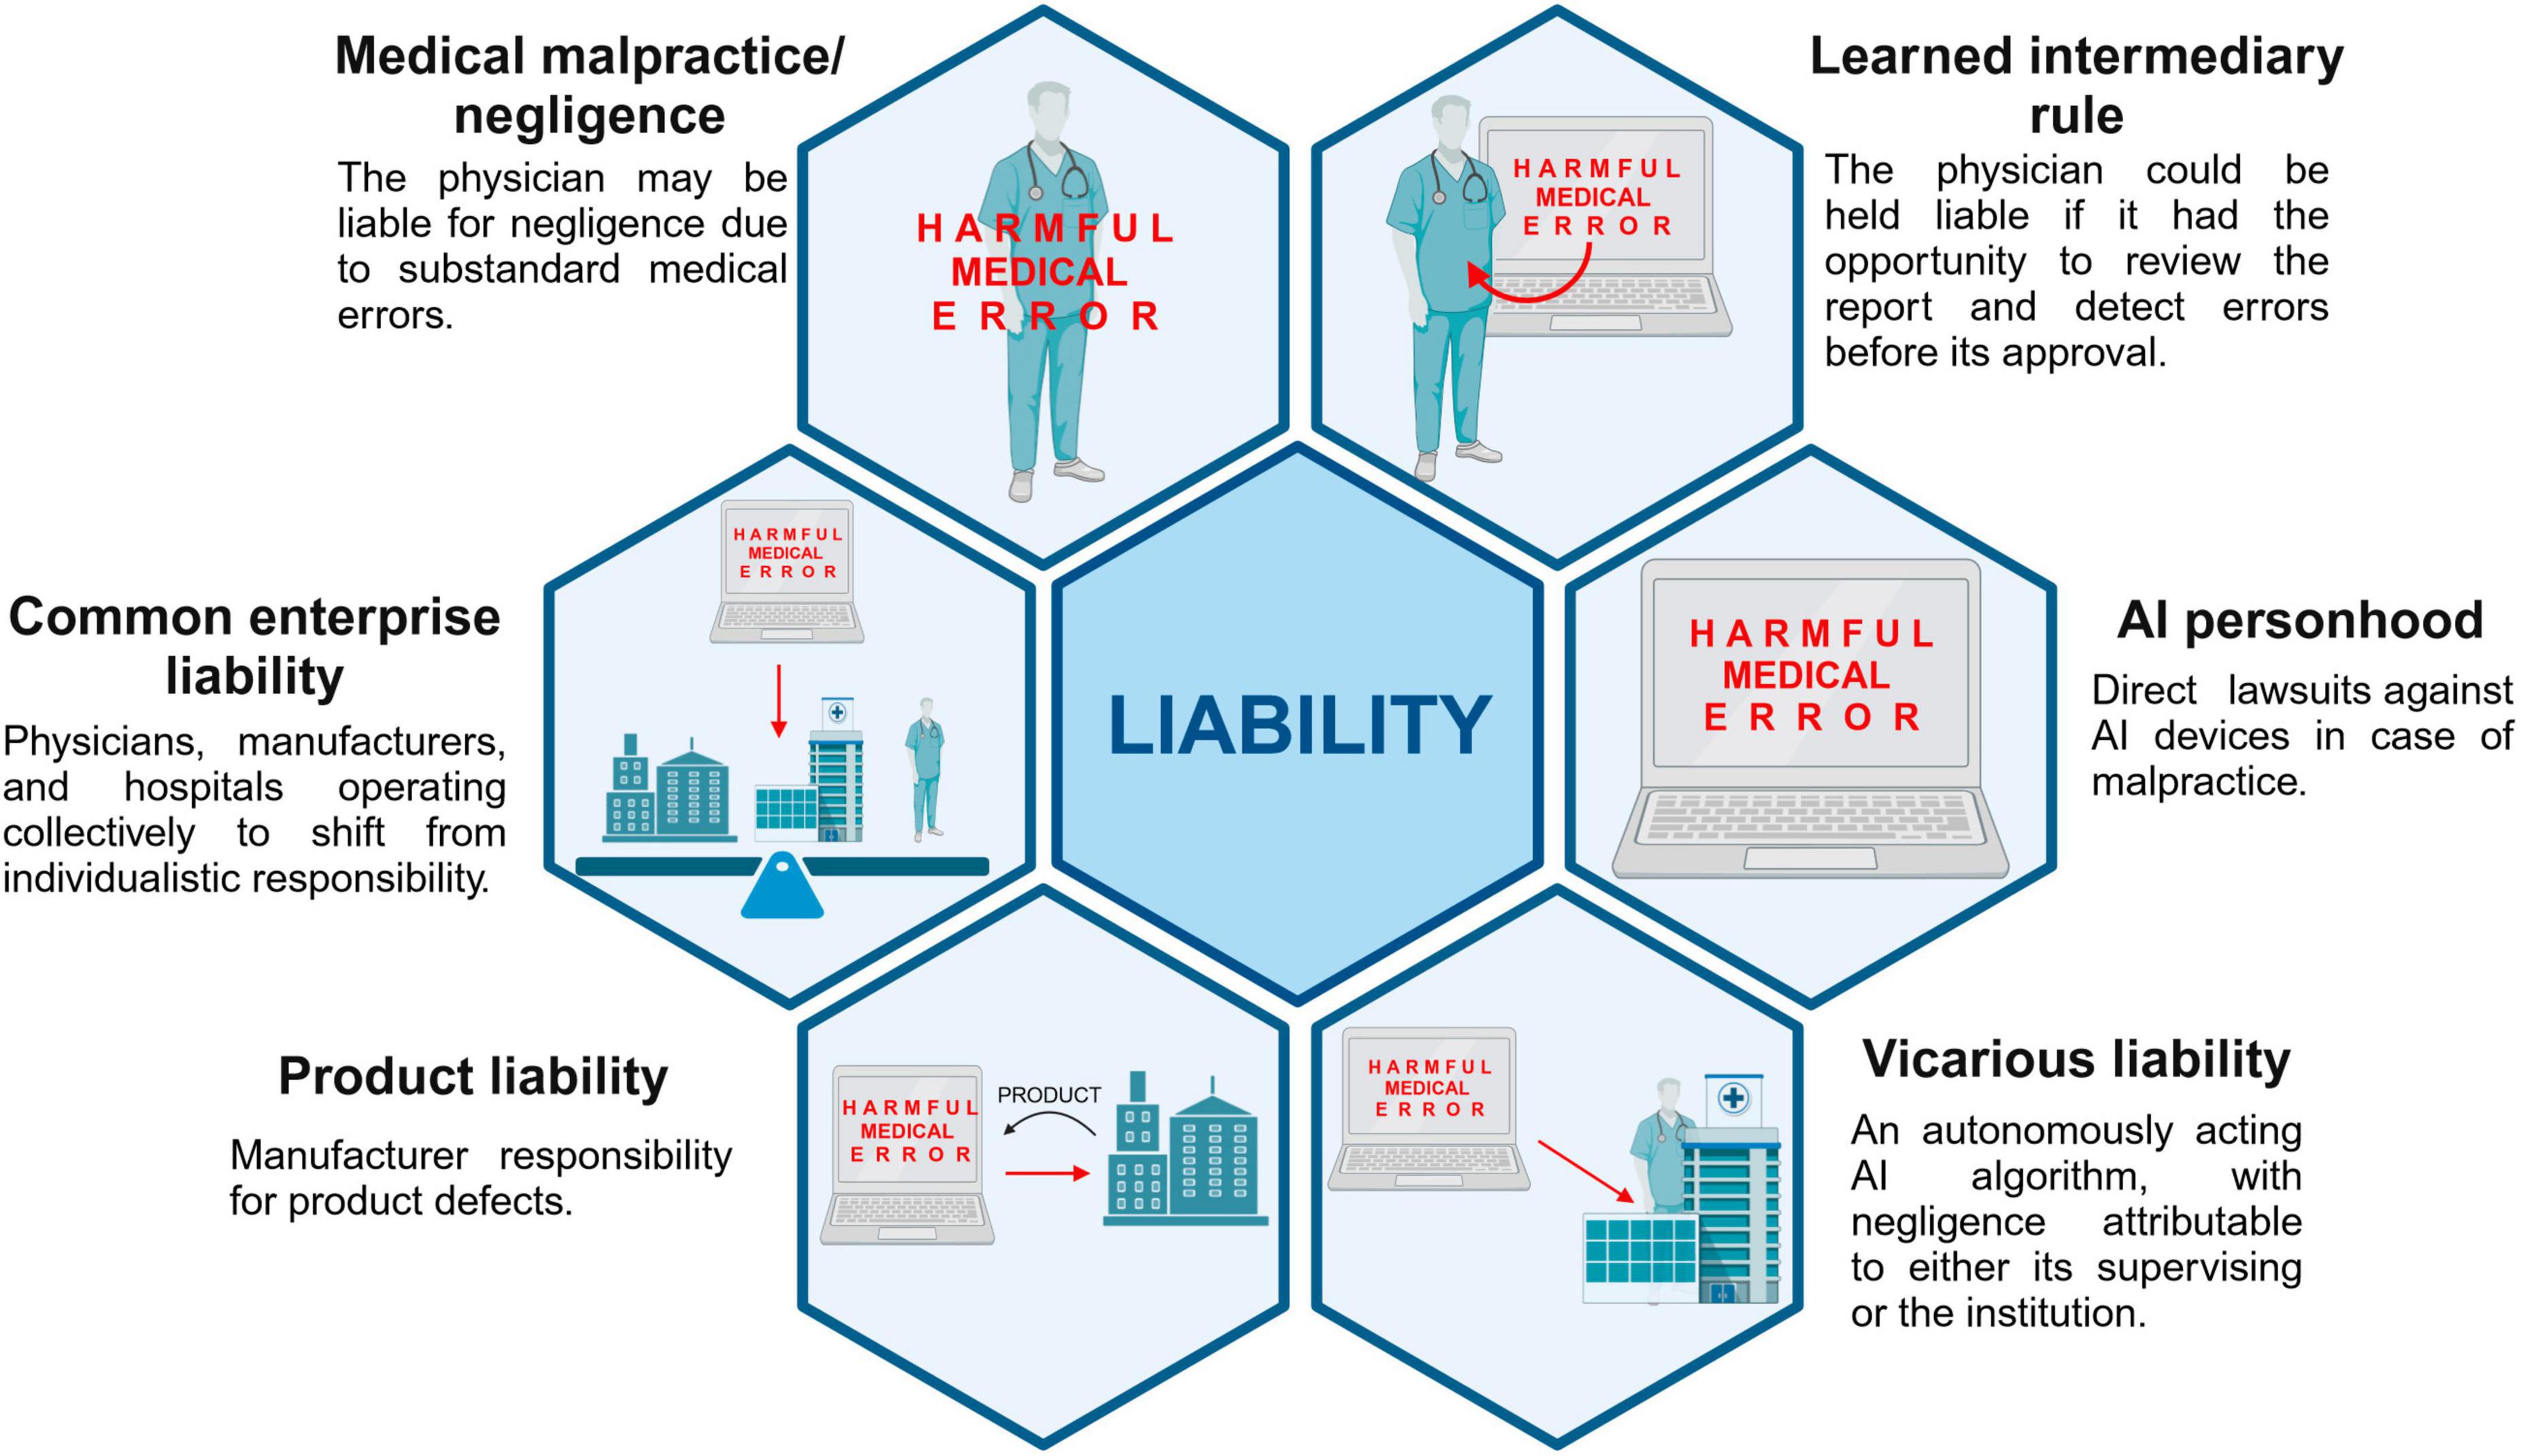 Medical malpractice/
negligence
The physician may be
liable for negligence due
to substandard medical
errors.
HARMFUL
MEDICAL
ERROR
HARMFUL
MEDICAL
ERROR
Learned intermediary
rule
The physician could be
held liable if it had the
opportunity to review the
report and detect errors
before its approval.
Common enterprise
liability
Physicians, manufacturers,
and hospitals operating
collectively to shift from
individualistic responsibility.
HARMFUL
MEDICAL
ERROR
LIABILITY
HARMFUL
MEDICAL
ERROR
AI personhood
Direct lawsuits against
AI devices in case of
malpractice.
Product liability
Manufacturer responsibility
for product defects.
HARMFUL
MEDICAL
ERROR
PRODUCT
HARMFUL
MEDICAL
ERROR
Vicarious liability
An autonomously acting
AI algorithm, with
negligence attributable
to either its supervising
or the institution.